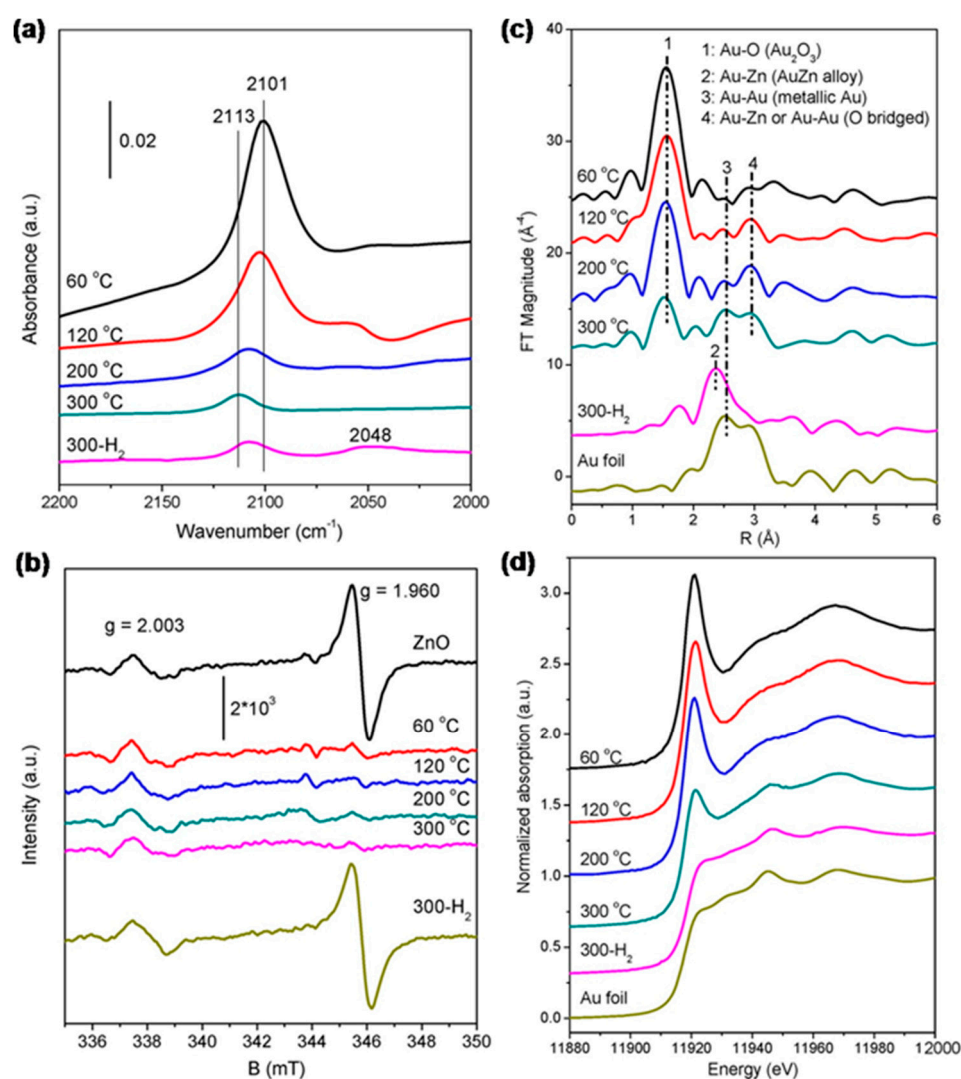 (a)
2101
2113
0.02
60 °C
120 °C
200 °C
300 °C
300-H₂
2048
Absorbance (a.u.)
2200 2150 2100 2050 2000
Wavenumber (cm⁻¹)
(c)
1
1: Au-O (Au₂O₃)
2: Au-Zn (AuZn alloy)
3: Au-Au (metallic Au)
4: Au-Zn or Au-Au (O bridged)
3
4
60 °C
120 °C
200 °C
300 °C
2
300-H₂
Au foil
FT Magnitude (Å⁻⁴)
40
30
20
10
0
0 1 2 3 4 5 6
R (Å)
(b)
g = 2.003
g = 1.960
ZnO
2*10³
60 °C
120 °C
200 °C
300 °C
300-H₂
Intensity (a.u.)
336 338 340 342 344 346 348 350
B (mT)
(d)
60 °C
120 °C
200 °C
300 °C
300-H₂
Au foil
Normalized absorption (a.u.)
3.0
2.5
2.0
1.5
1.0
0.5
0.0
11880 11900 11920 11940 11960 11980 12000
Energy (eV)